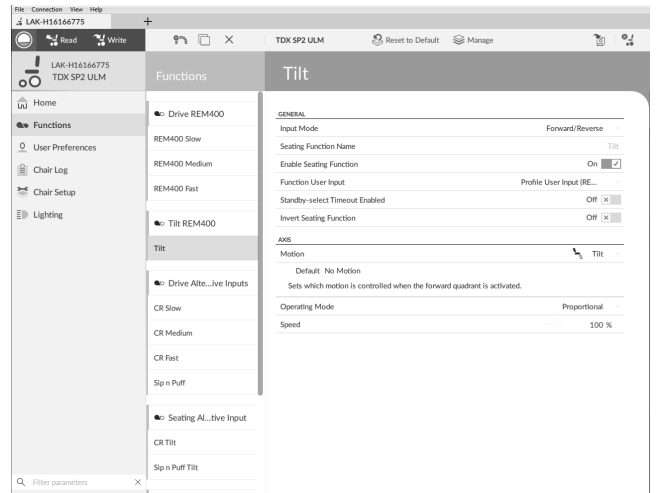 File Connection View Help
LAK-H16166775 +
Read Write
TDX SP2 ULM Reset to Default Manage
LAK-H16166775
TDX SP2 ULM
Home
Functions
User Preferences
Chair Log
Chair Setup
Lighting
Filter parameters
Functions
Drive REM400
REM400 Slow
REM400 Medium
REM400 Fast
Tilt REM400
Tilt
Drive Alte...ive Inputs
CR Slow
CR Medium
CR Fast
Sip n Puff
Seating Al...tive Input
CR Tilt
Sip n Puff Tilt
Tilt
GENERAL
Input Mode Forward/Reverse
Seating Function Name Tilt
Enable Seating Function On
Function User Input Profile User Input (RE...
Standby-select Timeout Enabled Off
Invert Seating Function Off
AXIS
Motion Tilt
Default No Motion
Sets which motion is controlled when the forward quadrant is activated.
Operating Mode Proportional
Speed 100 %